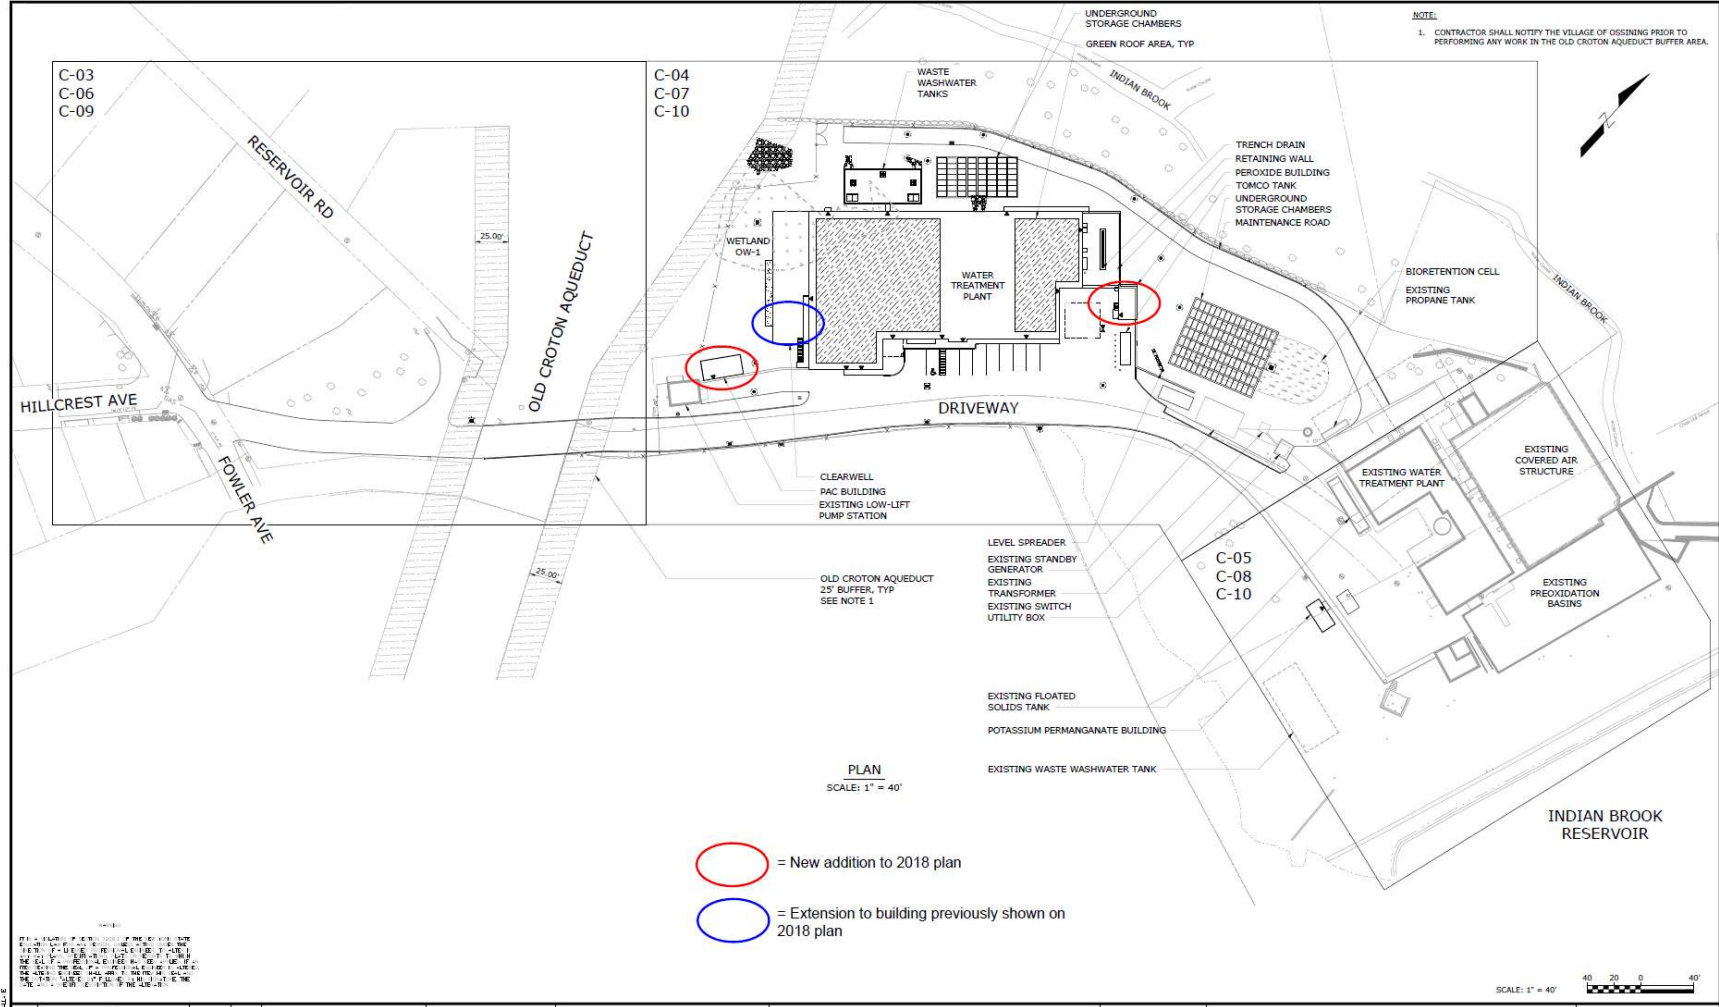 UNDERGROUND
STORAGE CHAMBERS
GREEN ROOF AREA, TYP
NOTE:
1. CONTRACTOR SHALL NOTIFY THE VILLAGE OF OSSINING PRIOR TO
PERFORMING ANY WORK IN THE OLD CROTON AQUEDUCT BUFFER AREA.
C-03
C-06
C-09
C-04
C-07
C-10
WASTE
WASHWATER
TANKS
INDIAN BROOK
RESERVOIR RD
TRENCH DRAIN
RETAINING WALL
PEROXIDE BUILDING
TOMCO TANK
UNDERGROUND
STORAGE CHAMBERS
MAINTENANCE ROAD
25.00'
OLD CROTON AQUEDUCT
WETLAND
OW-1
WATER
TREATMENT
PLANT
BIORETENTION CELL
EXISTING
PROPANE TANK
INDIAN BROOK
HILLCREST AVE
DRIVEWAY
FOWLER AVE
EXISTING WATER
TREATMENT PLANT
EXISTING
COVERED AIR
STRUCTURE
CLEARWELL
PAC BUILDING
EXISTING LOW-LIFT
PUMP STATION
25.00'
OLD CROTON AQUEDUCT
25' BUFFER, TYP
SEE NOTE 1
LEVEL SPREADER
EXISTING STANDBY
GENERATOR
EXISTING
TRANSFORMER
EXISTING SWITCH
UTILITY BOX
C-05
C-08
C-10
EXISTING
PREOXIDATION
BASINS
EXISTING FLOATED
SOLIDS TANK
POTASSIUM PERMANGANATE BUILDING
EXISTING WASTE WASHWATER TANK
PLAN
SCALE: 1" = 40'
INDIAN BROOK
RESERVOIR
= New addition to 2018 plan
= Extension to building previously shown on
2018 plan
SCALE: 1" = 40'
40 20 0 40'